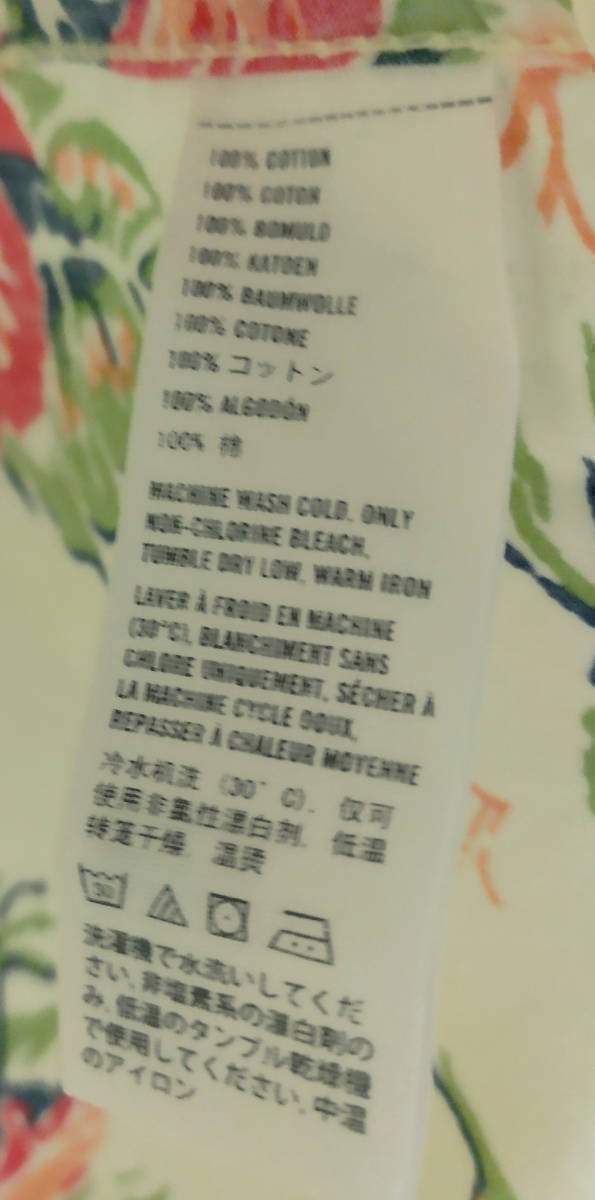 100% COTTON
100% COTON
100% BOMULD
100% KATOEN
100% BAUMWOLLE
100% COTONE
100% コットン
100% ALGODÓN
100% 棉
MACHINE WASH COLD. ONLY
NON-CHLORINE BLEACH,
TUMBLE DRY LOW, WARM IRON
LAVER À FROID EN MACHINE
(30°C), BLANCHIMENT SANS
CHLORE UNIQUEMENT, SÉCHER À
LA MACHINE CYCLE DOUX,
REPASSER À CHALEUR MOYENNE
冷水机洗 (30° C). 仅可
使用非氯性漂白剂. 低温
转笼干燥. 温烫
30
洗濯機で水洗いしてくだ
さい. 非塩素系の漂白剤の
み. 低温のタンブル乾燥機
で使用してください. 中温
のアイロン